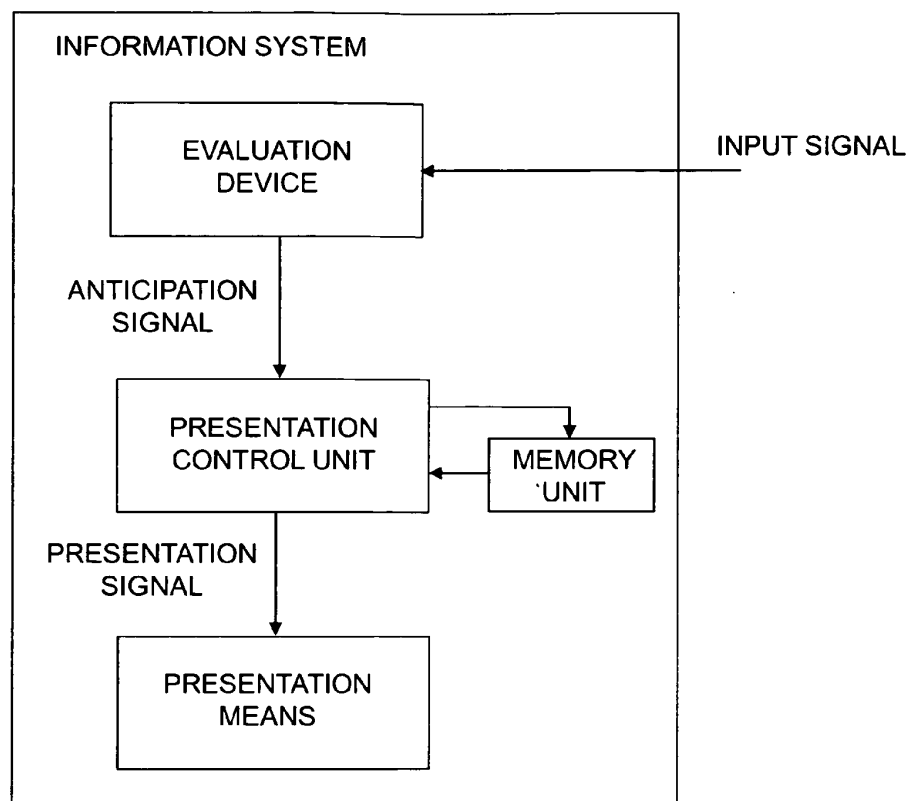 INFORMATION SYSTEM
EVALUATION
DEVICE
INPUT SIGNAL
ANTICIPATION
SIGNAL
PRESENTATION
CONTROL UNIT
MEMORY
UNIT
PRESENTATION
SIGNAL
PRESENTATION
MEANS